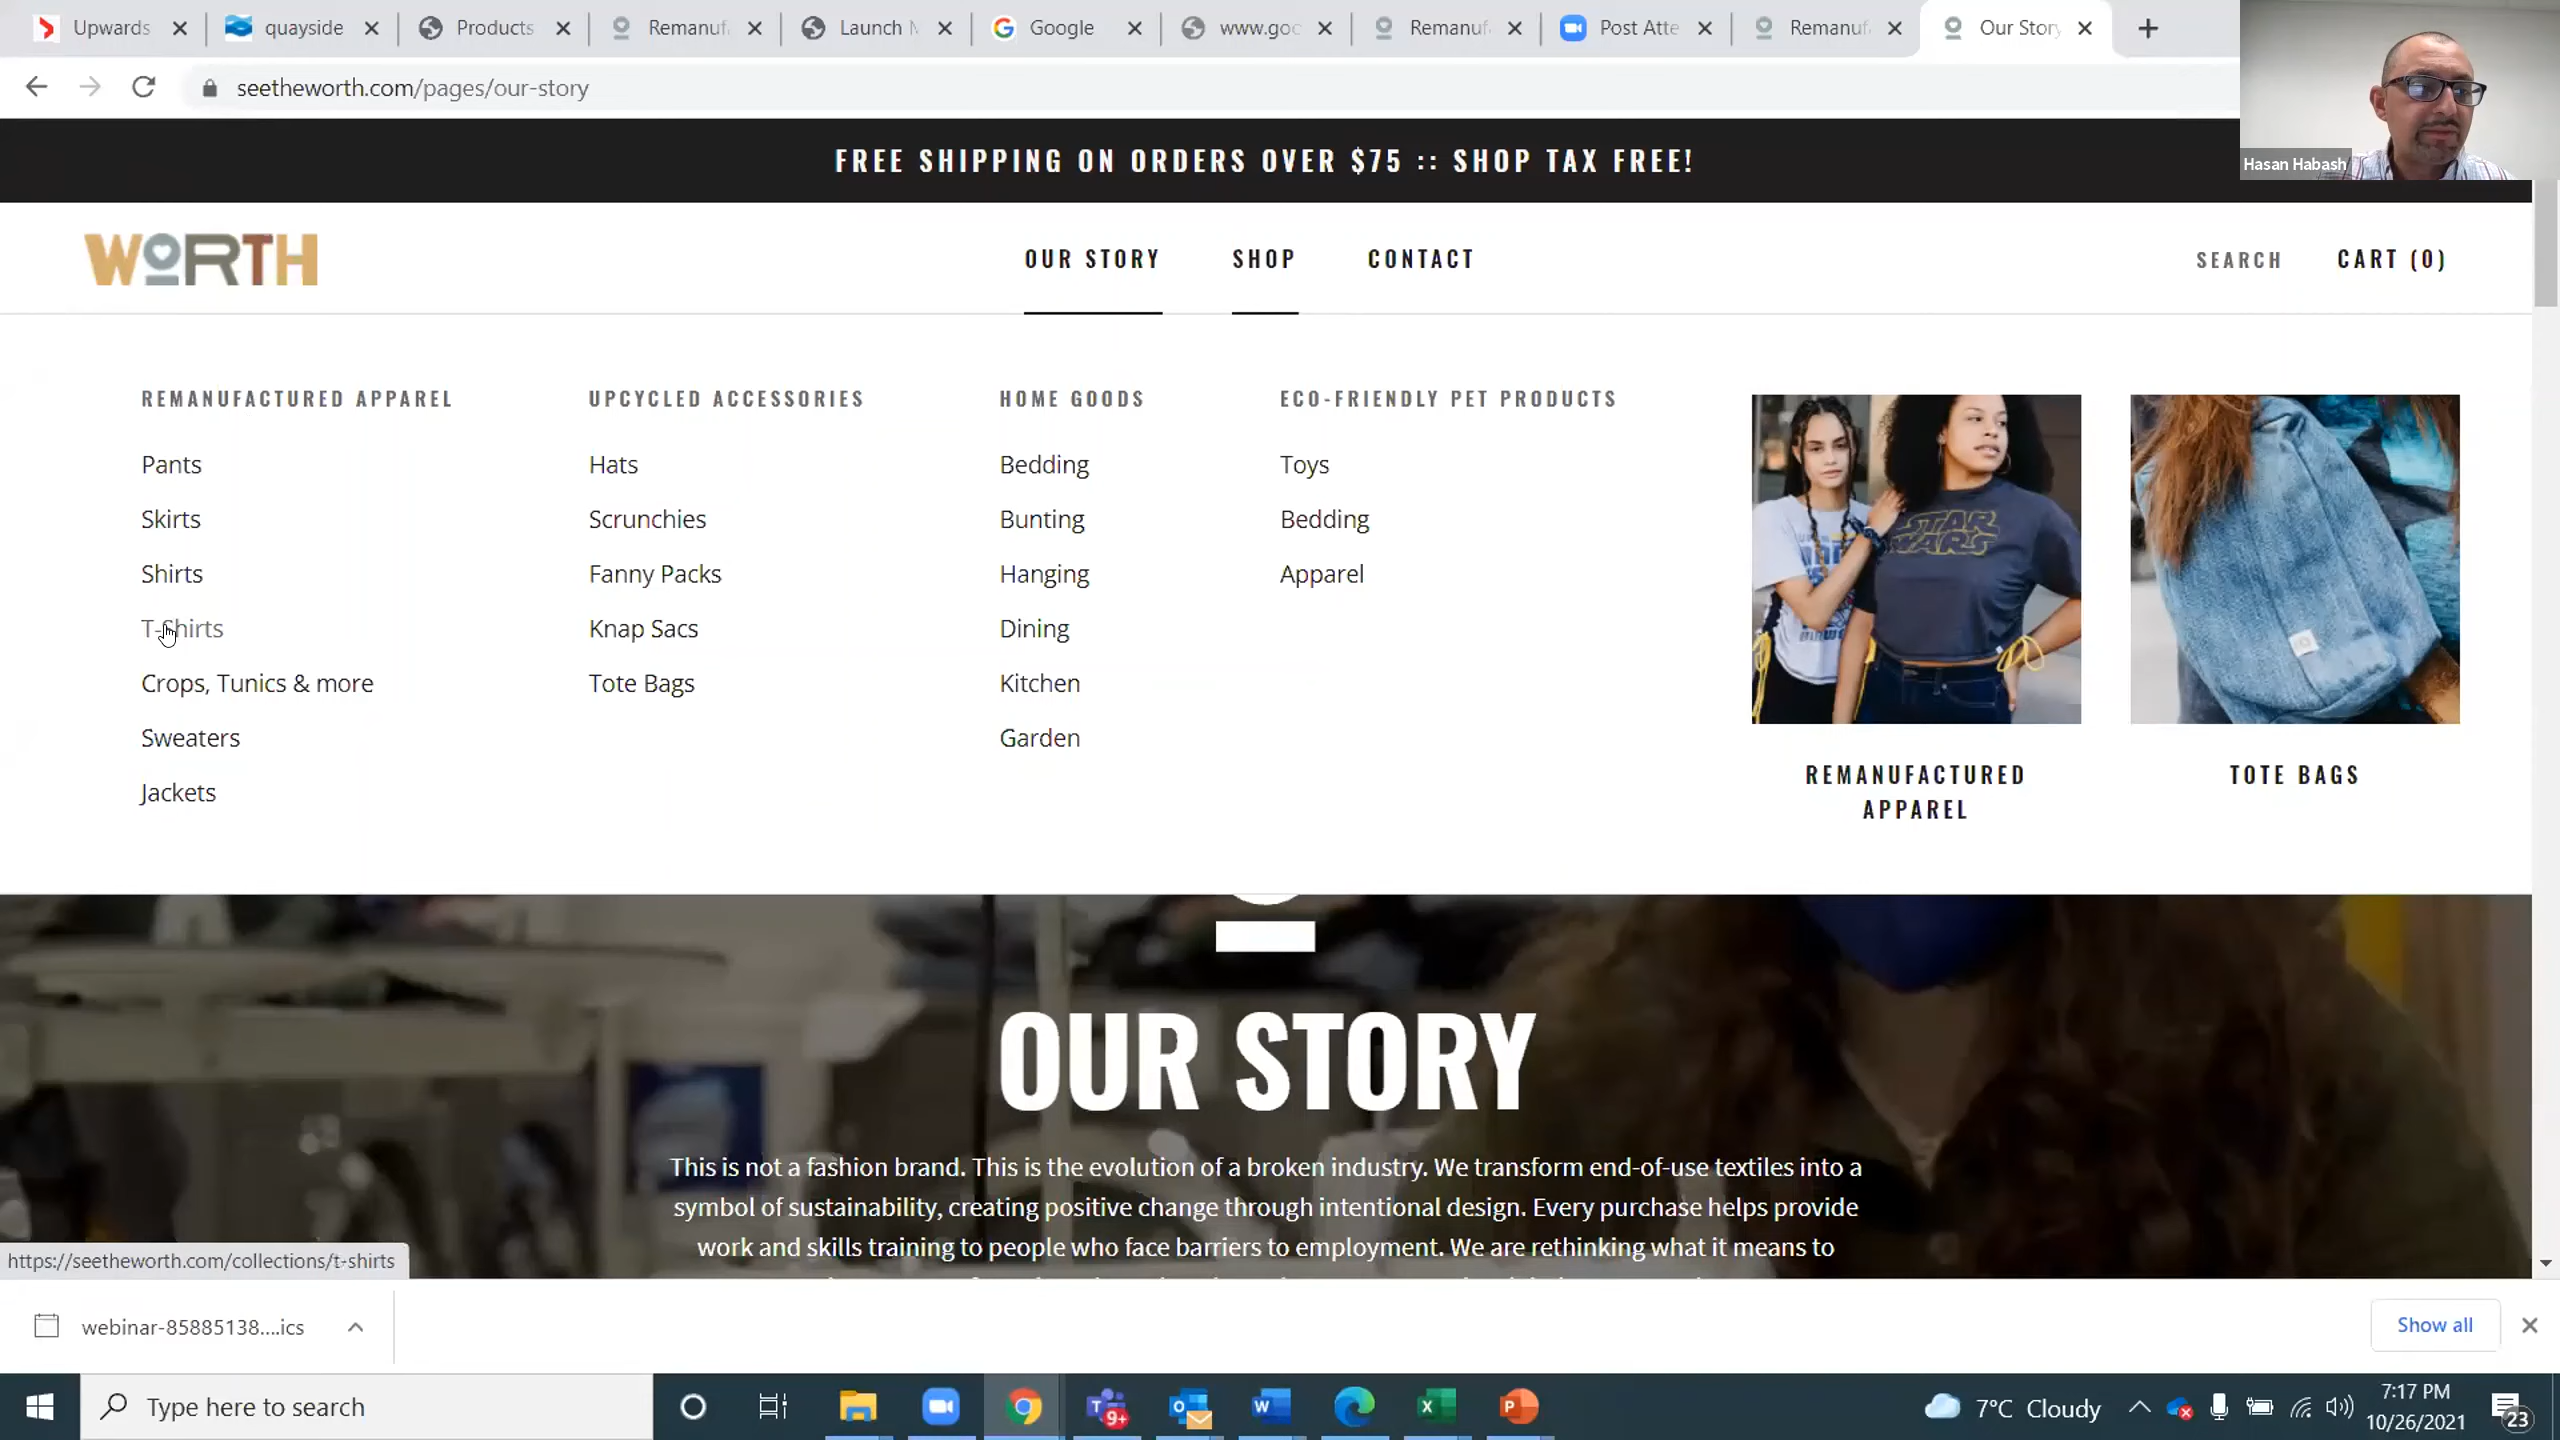 Upwards
quayside
Products
Remanuf
Launch M
Google
www.goo
Remanuf
Post Atte
Remanuf
Our Story
seetheworth.com/pages/our-story
Hasan Habash
FREE SHIPPING ON ORDERS OVER $75 :: SHOP TAX FREE!
WORTH
OUR STORY
SHOP
CONTACT
SEARCH
CART (0)
REMANUFACTURED APPAREL
Pants
Skirts
Shirts
T-Shirts
Crops, Tunics & more
Sweaters
Jackets
UPCYCLED ACCESSORIES
Hats
Scrunchies
Fanny Packs
Knap Sacs
Tote Bags
HOME GOODS
Bedding
Bunting
Hanging
Dining
Kitchen
Garden
ECO-FRIENDLY PET PRODUCTS
Toys
Bedding
Apparel
STAR
WARS
REMANUFACTURED
APPAREL
TOTE BAGS
OUR STORY
This is not a fashion brand. This is the evolution of a broken industry. We transform end-of-use textiles into a
symbol of sustainability, creating positive change through intentional design. Every purchase helps provide
work and skills training to people who face barriers to employment. We are rethinking what it means to
https://seetheworth.com/collections/t-shirts
webinar-85885138....ics
Show all
Type here to search
9+
7°C Cloudy
7:17 PM
10/26/2021
23